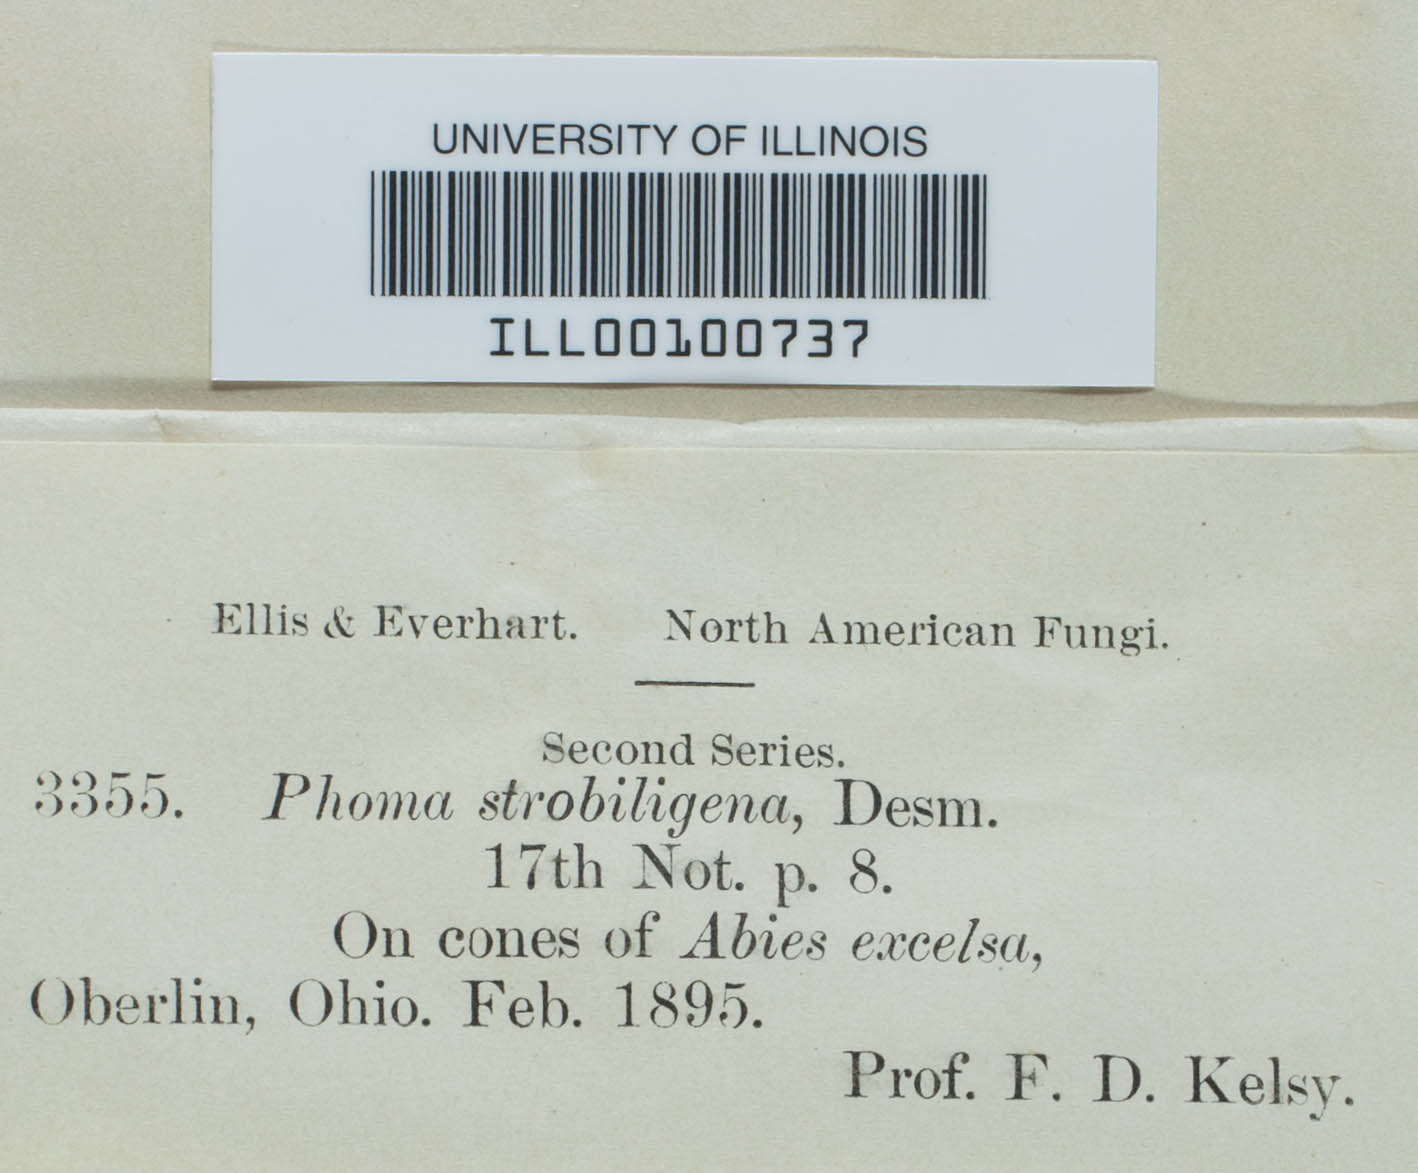 UNIVERSITY OF ILLINOIS
ILL00100737
Ellis & Everhart. North American Fungi.
Second Series.
3355. Phoma strobiligena, Desm.
17th Not. p. 8.
On cones of Abies excelsa,
Oberlin, Ohio. Feb. 1895.
Prof. F. D. Kelsy.